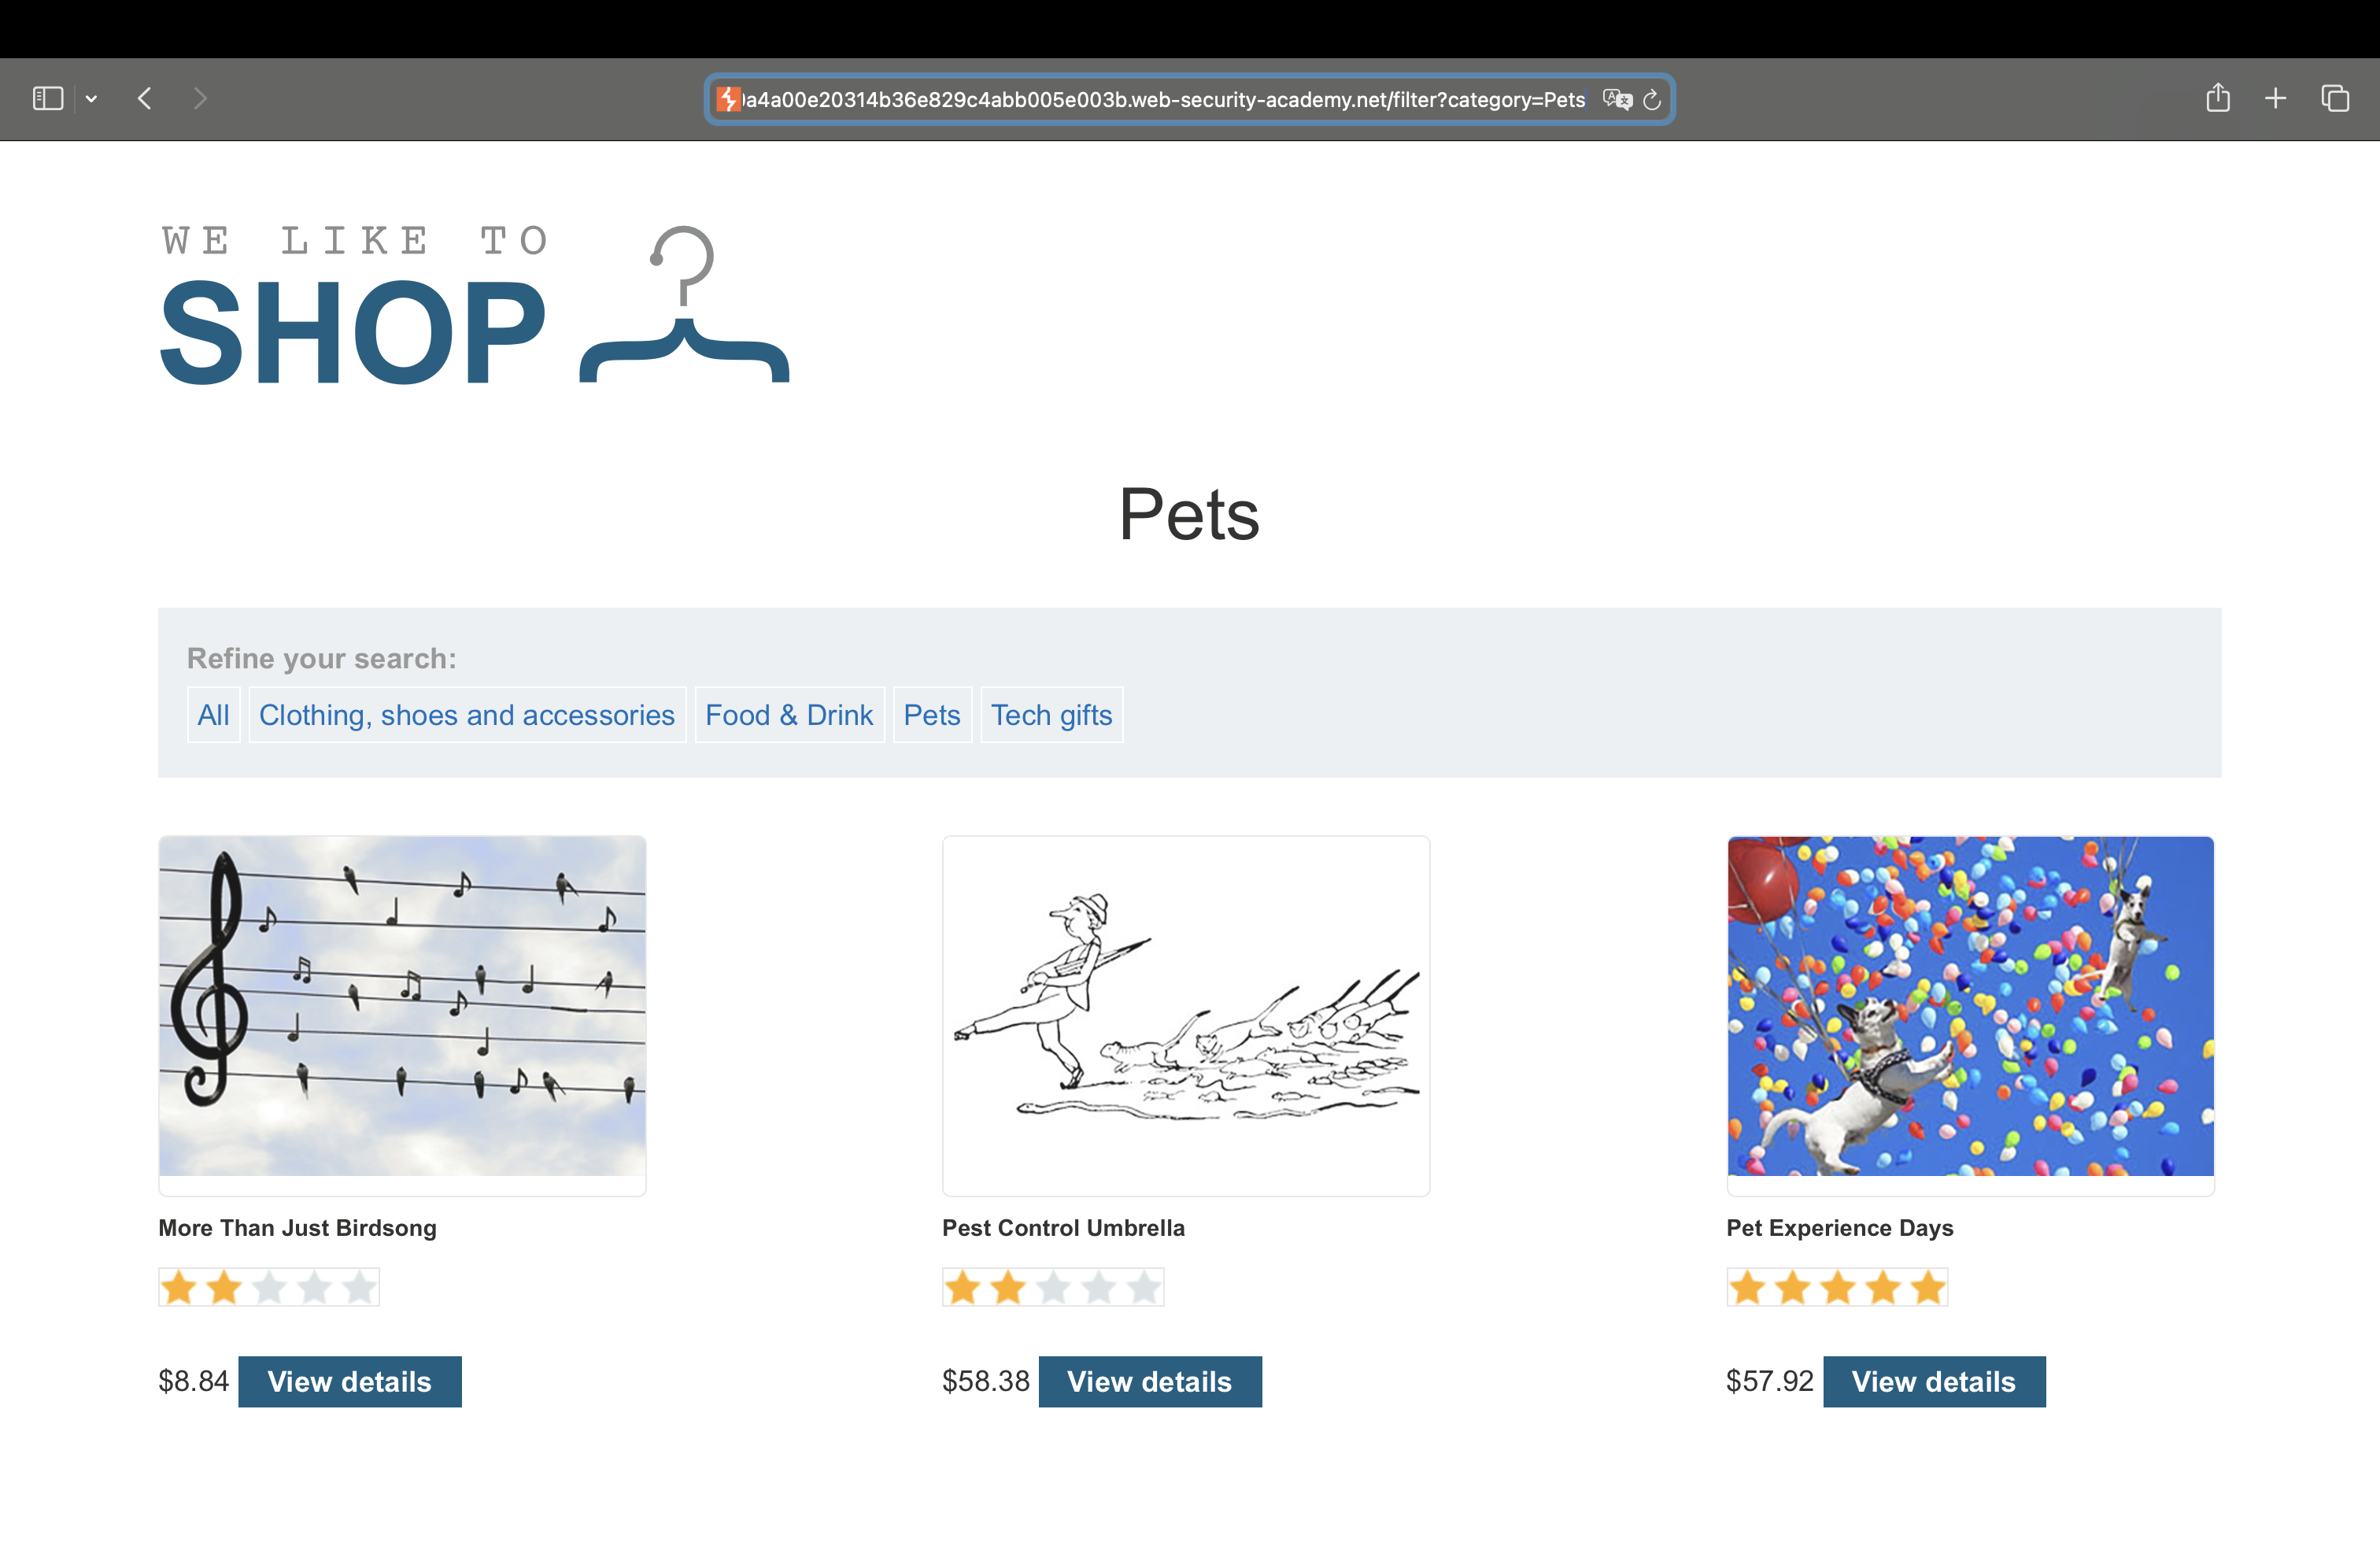 a4a00e20314b36e829c4abb005e003b.web-security-academy.net/filter?category=Pets
WE LIKE TO
SHOP
Pets
Refine your search:
All Clothing, shoes and accessories Food & Drink Pets Tech gifts
More Than Just Birdsong Pest Control Umbrella Pet Experience Days
$8.84 View details $58.38 View details $57.92 View details